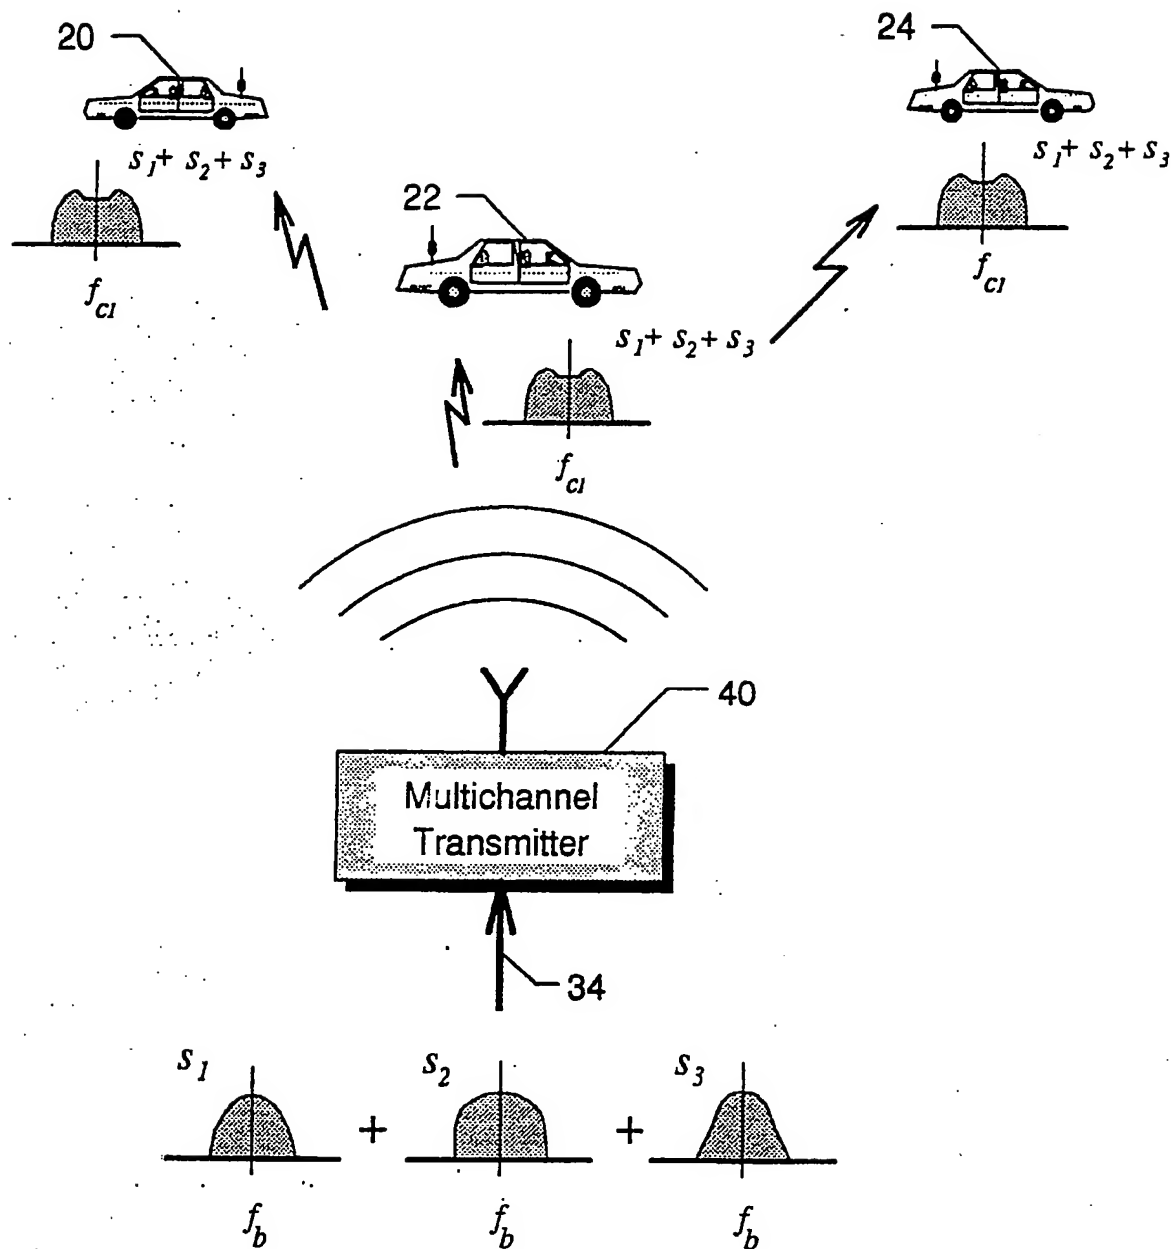 20
24
s1+ s2+ s3
s1+ s2+ s3
22
fc1
fc1
s1+ s2+ s3
fc1
40
Multichannel
Transmitter
34
s1
s2
s3
+
+
fb
fb
fb